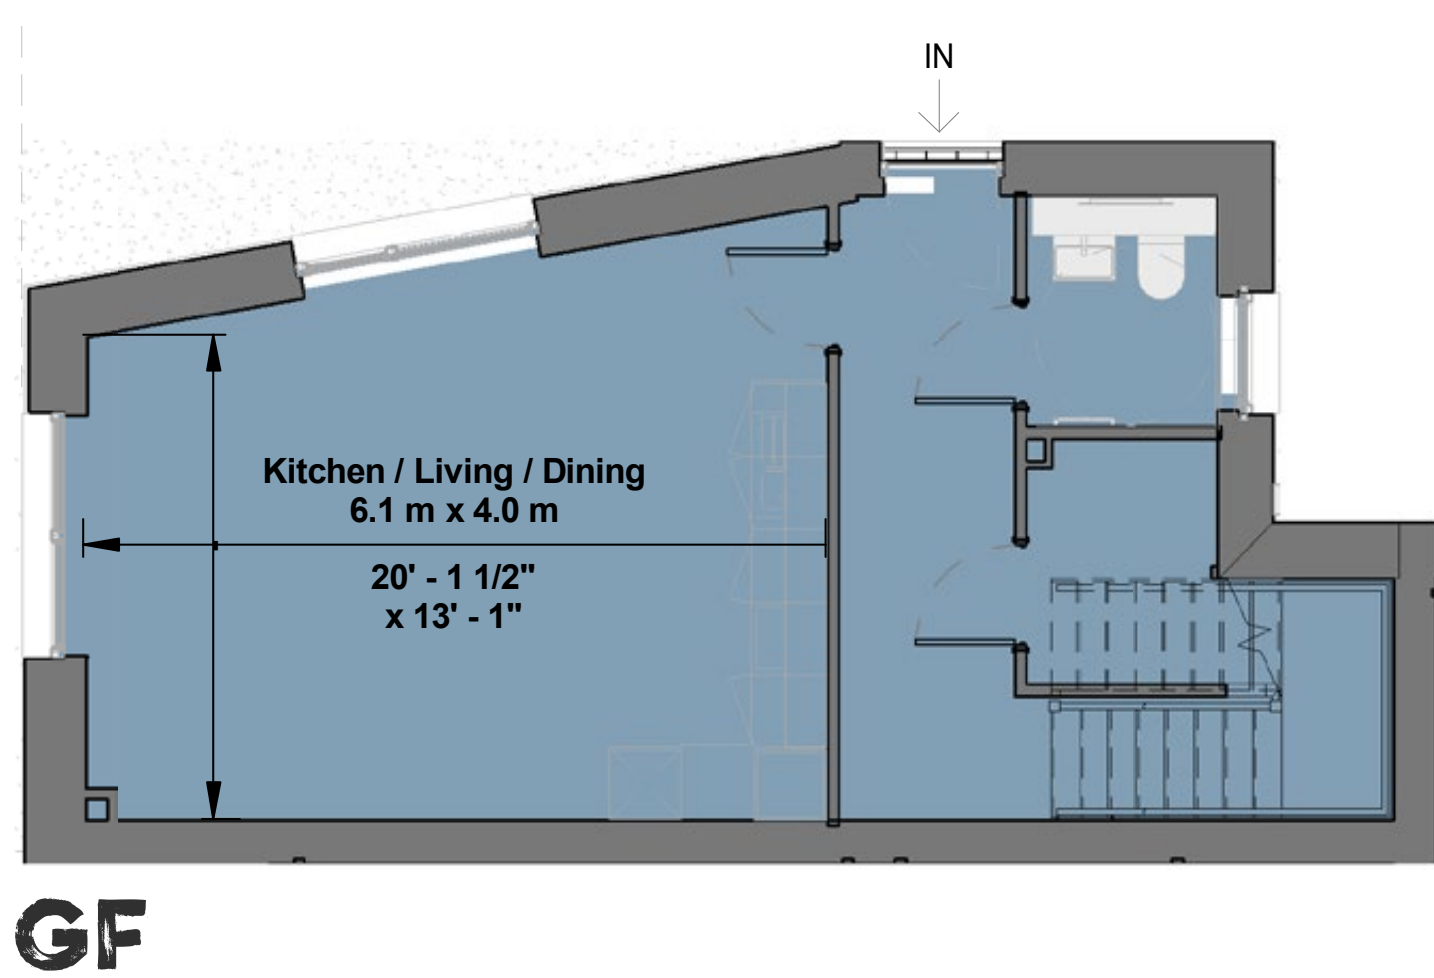 IN
Kitchen / Living / Dining
6.1 m x 4.0 m
20' - 1 1/2"
x 13' - 1"
GF